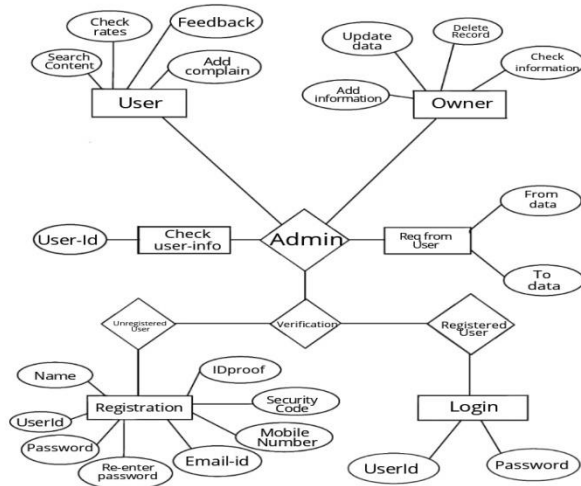 Check
rates
Feedback
Search
Content
Add
complain
User
Update
data
Delete
Record
Check
information
Add
information
Owner
User-Id
Check
user-info
Admin
Req from
User
From
data
To
data
Unregistered
User
Verification
Registered
User
Name
IDproof
UserId
Registration
Security
Code
Password
Mobile
Number
Re-enter
password
Email-id
Login
UserId
Password